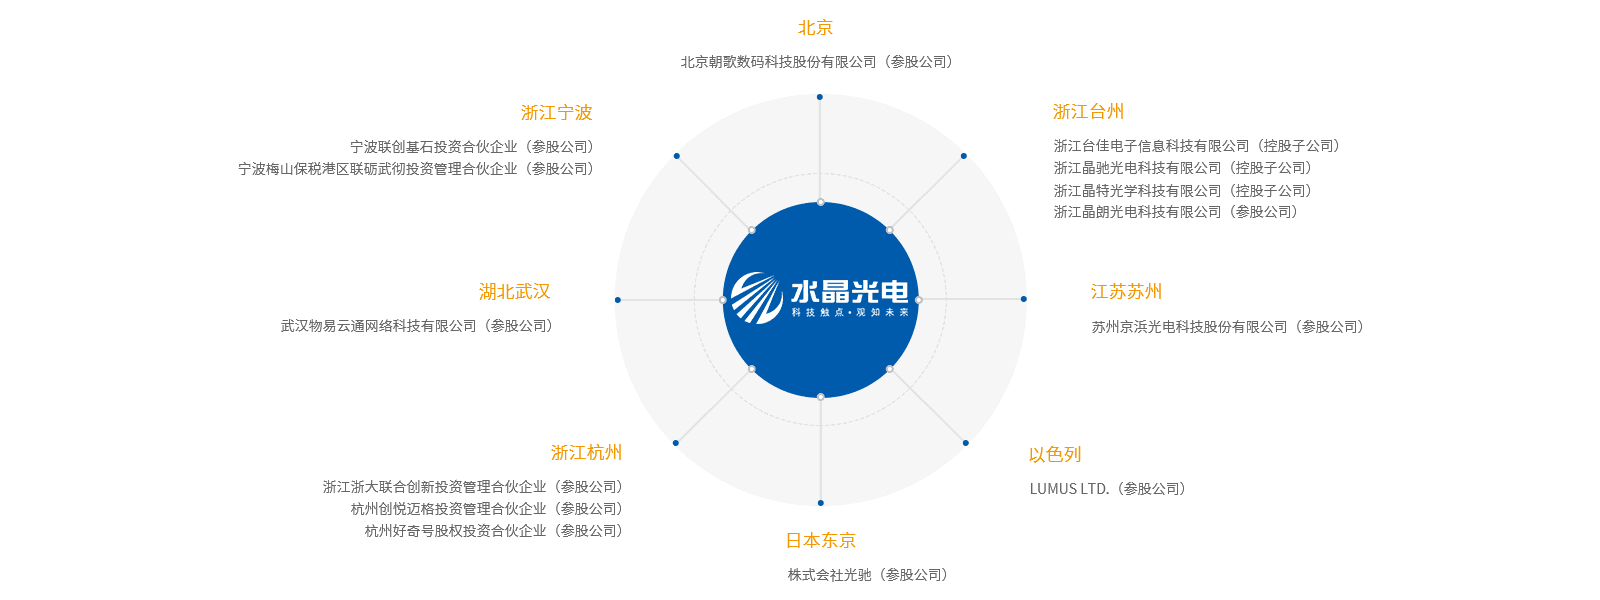 北京
北京朝歌数码科技股份有限公司（参股公司）
浙江宁波
宁波联创基石投资合伙企业（参股公司）
宁波梅山保税港区联砺武彻投资管理合伙企业（参股公司）
浙江台州
浙江台佳电子信息科技有限公司（控股子公司）
浙江晶驰光电科技有限公司（控股子公司）
浙江晶特光学科技有限公司（控股子公司）
浙江晶朗光电科技有限公司（参股公司）
湖北武汉
武汉物易云通网络科技有限公司（参股公司）
水晶光电
科技触点•观知未来
江苏苏州
苏州京浜光电科技股份有限公司（参股公司）
浙江杭州
浙江浙大联合创新投资管理合伙企业（参股公司）
杭州创悦迈格投资管理合伙企业（参股公司）
杭州好奇号股权投资合伙企业（参股公司）
以色列
LUMUS LTD.（参股公司）
日本东京
株式会社光驰（参股公司）